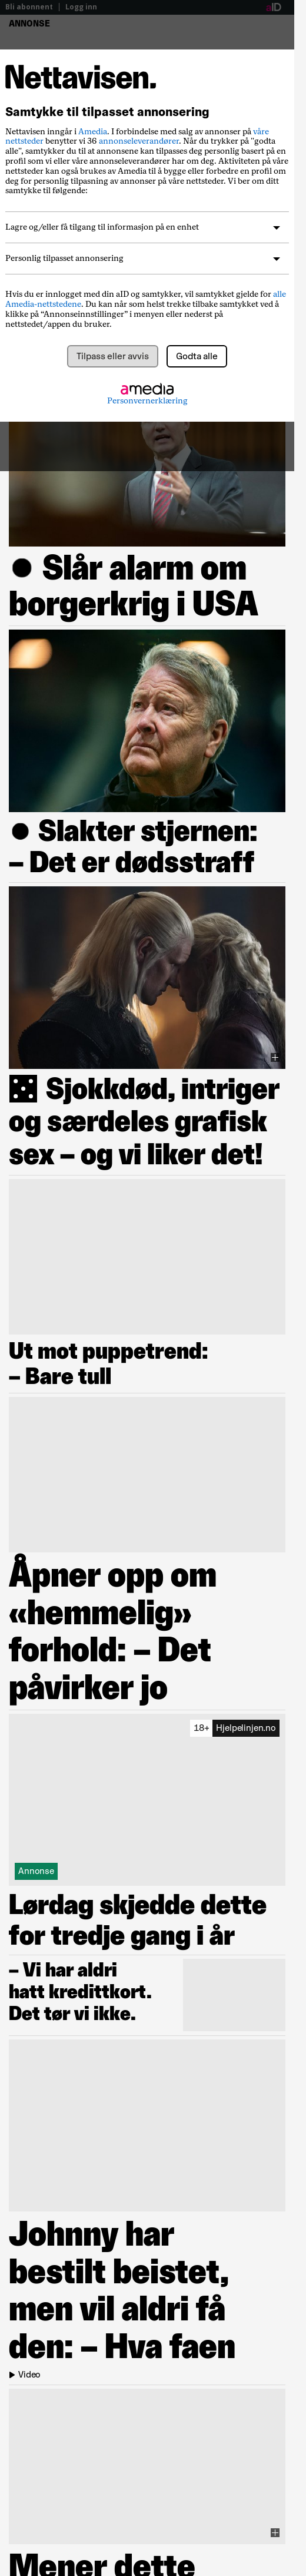 Bli abonnent | Logg inn
aID
ANNONSE
Nettavisen.
Samtykke til tilpasset annonsering
Nettavisen inngår i Amedia. I forbindelse med salg av annonser på våre
nettsteder benytter vi 36 annonseleverandører. Når du trykker på "godta
alle", samtykker du til at annonsene kan tilpasses deg personlig basert på en
profil som vi eller våre annonseleverandører har om deg. Aktiviteten på våre
nettsteder kan også brukes av Amedia til å bygge eller forbedre en profil om
deg for personlig tilpasning av annonser på våre nettsteder. Vi ber om ditt
samtykke til følgende:
Lagre og/eller få tilgang til informasjon på en enhet
Personlig tilpasset annonsering
Hvis du er innlogget med din aID og samtykker, vil samtykket gjelde for alle
Amedia-nettstedene. Du kan når som helst trekke tilbake samtykket ved å
klikke på “Annonseinnstillinger” i menyen eller nederst på
nettstedet/appen du bruker.
Tilpass eller avvis
Godta alle
amedia
Personvernerklæring
Slår alarm om
borgerkrig i USA
Slakter stjernen:
– Det er dødsstraff
Sjokkdød, intriger
og særdeles grafisk
sex – og vi liker det!
Ut mot puppetrend:
– Bare tull
Åpner opp om
«hemmelig»
forhold: – Det
påvirker jo
18+ Hjelpelinjen.no
Annonse
Lørdag skjedde dette
for tredje gang i år
– Vi har aldri
hatt kredittkort.
Det tør vi ikke.
Johnny har
bestilt beistet,
men vil aldri få
den: – Hva faen
Video
Mener dette